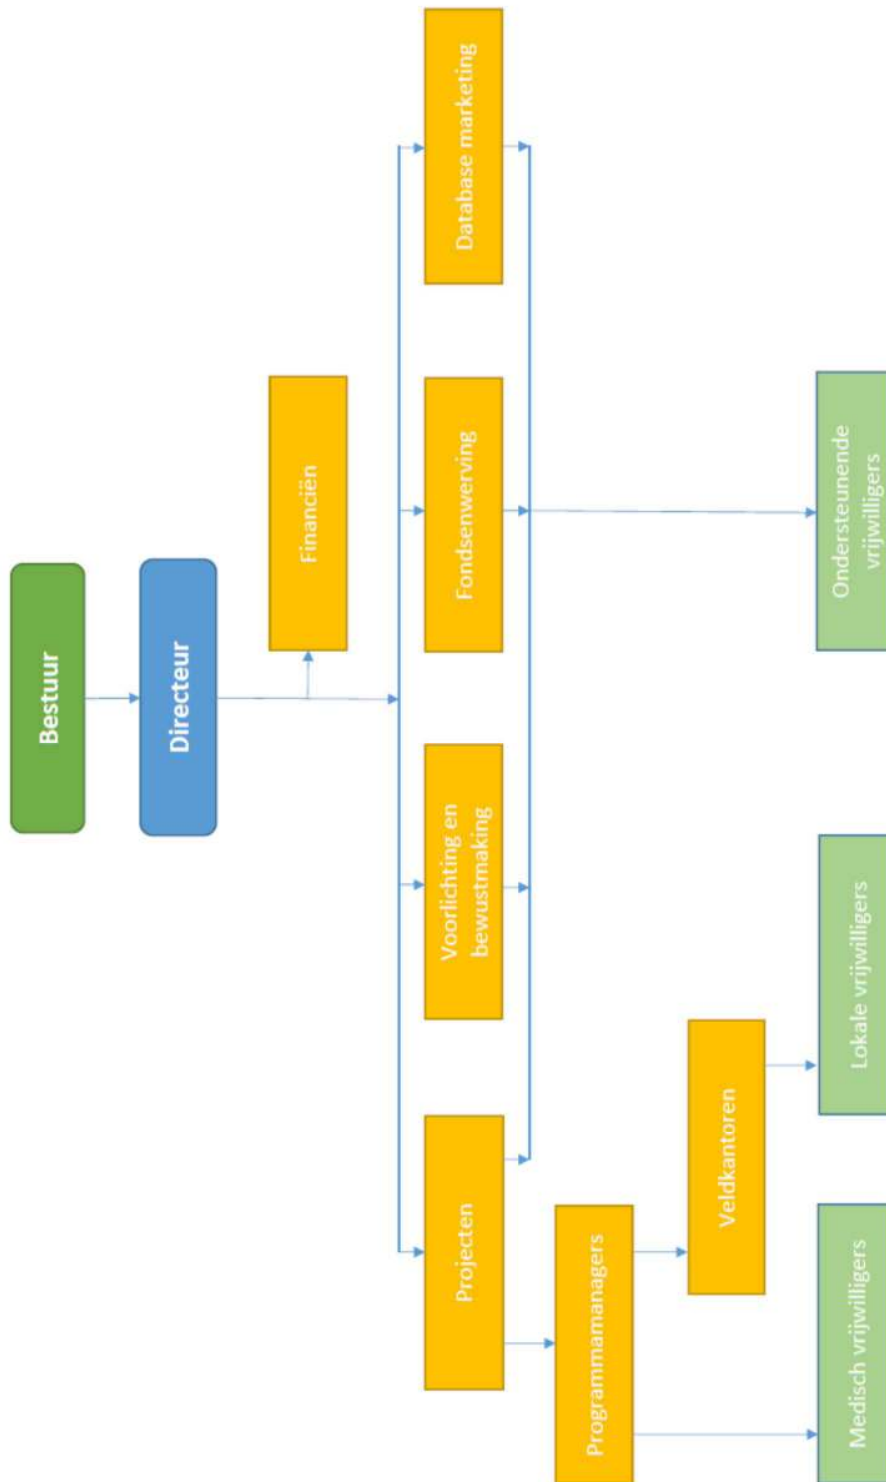 Bestuur
Directeur
Financiën
Projecten
Voorlichting en
bewustmaking
Fondsenwerving
Database marketing
Programmamanagers
Veldkantoren
Medisch vrijwilligers
Lokale vrijwilligers
Ondersteunende
vrijwilligers